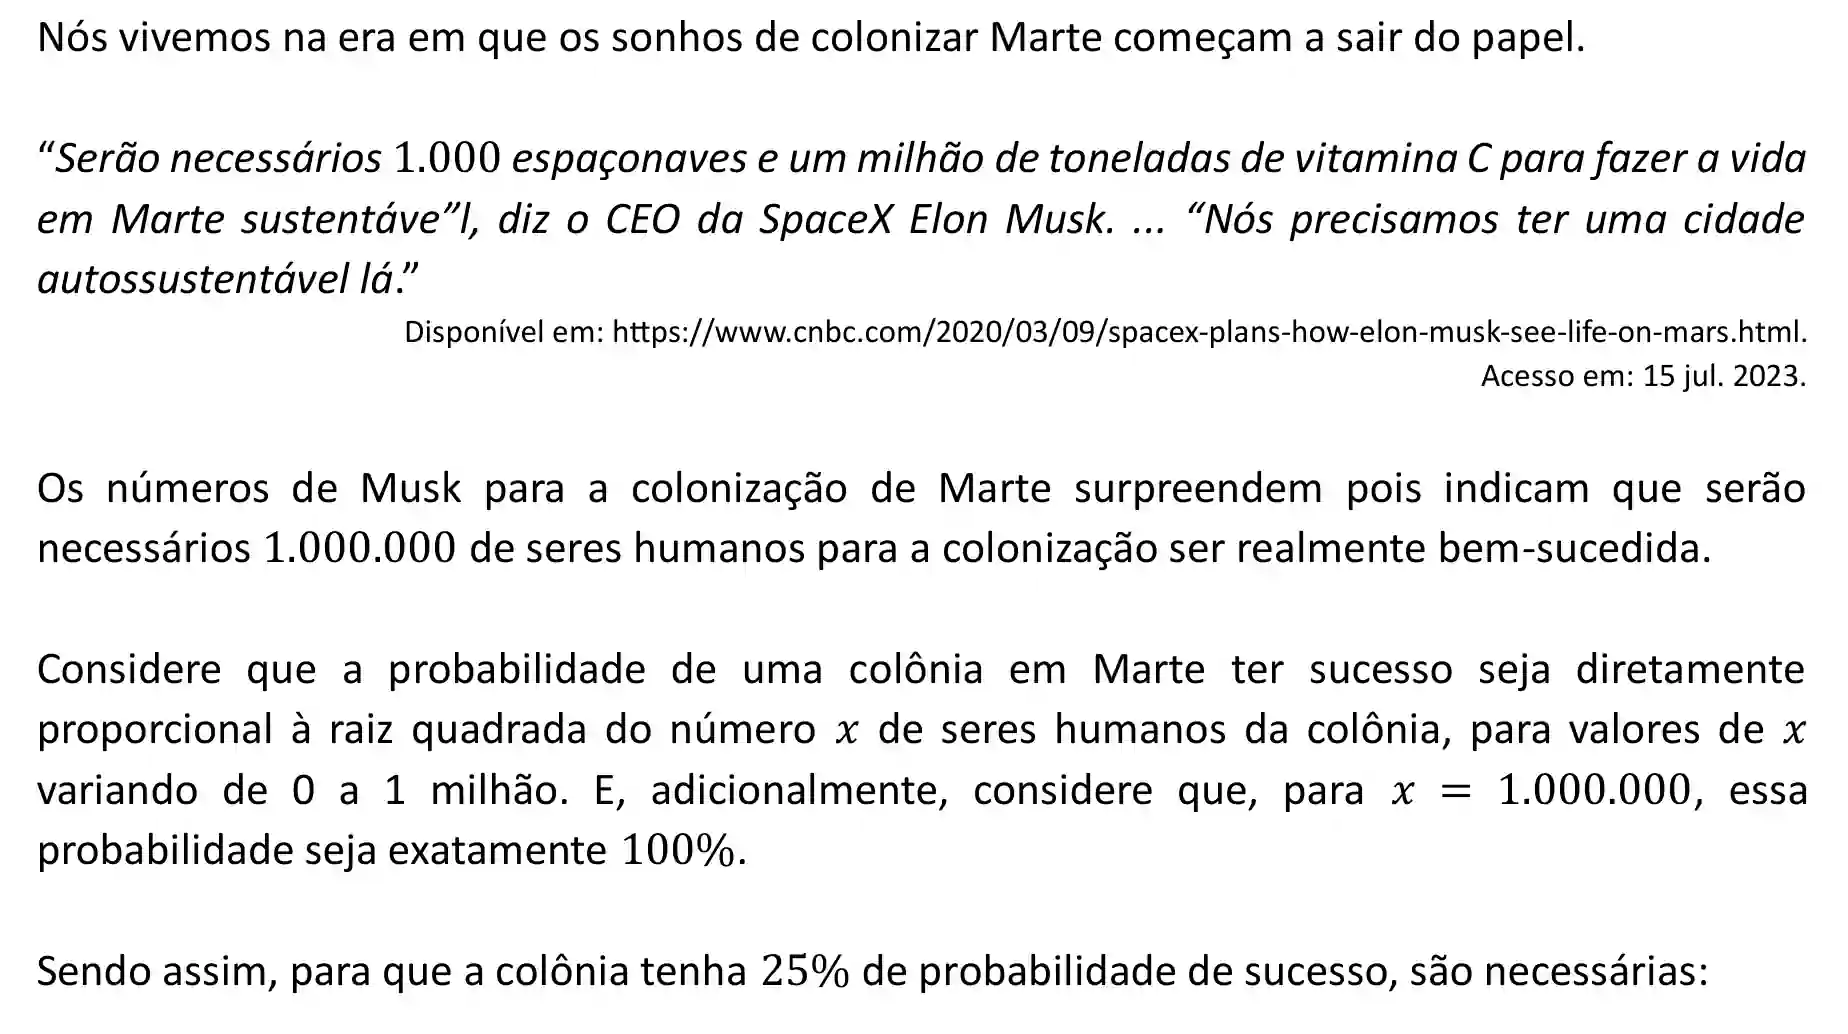 Nós vivemos na era em que os sonhos de colonizar Marte começam a sair do papel.
“Serão necessários 1.000 espaçonaves e um milhão de toneladas de vitamina C para fazer a vida
em Marte sustentáve”l, diz o CEO da SpaceX Elon Musk. ... “Nós precisamos ter uma cidade
autossustentável lá.”
Disponível em: https://www.cnbc.com/2020/03/09/spacex-plans-how-elon-musk-see-life-on-mars.html.
Acesso em: 15 jul. 2023.
Os números de Musk para a colonização de Marte surpreendem pois indicam que serão
necessários 1.000.000 de seres humanos para a colonização ser realmente bem-sucedida.
Considere que a probabilidade de uma colônia em Marte ter sucesso seja diretamente
proporcional à raiz quadrada do número x de seres humanos da colônia, para valores de x
variando de 0 a 1 milhão. E, adicionalmente, considere que, para x = 1.000.000, essa
probabilidade seja exatamente 100%.
Sendo assim, para que a colônia tenha 25% de probabilidade de sucesso, são necessárias: